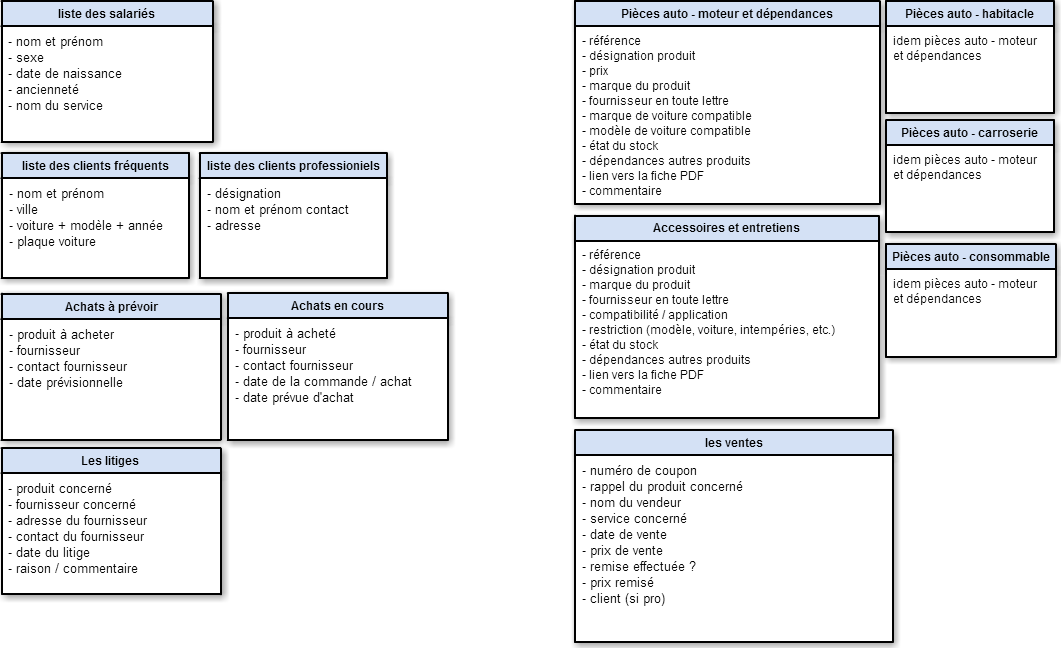 liste des salariés
- nom et prénom
- sexe
- date de naissance
- ancienneté
- nom du service
liste des clients fréquents
- nom et prénom
- ville
- voiture + modèle + année
- plaque voiture
liste des clients professioniels
- désignation
- nom et prénom contact
- adresse
Achats à prévoir
- produit à acheter
- fournisseur
- contact fournisseur
- date prévisionnelle
Achats en cours
- produit à acheté
- fournisseur
- contact fournisseur
- date de la commande / achat
- date prévue d'achat
Les litiges
- produit concerné
- fournisseur concerné
- adresse du fournisseur
- contact du fournisseur
- date du litige
- raison / commentaire
Pièces auto - moteur et dépendances
- référence
- désignation produit
- prix
- marque du produit
- fournisseur en toute lettre
- marque de voiture compatible
- modèle de voiture compatible
- état du stock
- dépendances autres produits
- lien vers la fiche PDF
- commentaire
Pièces auto - habitacle
idem pièces auto - moteur
et dépendances
Pièces auto - carroserie
idem pièces auto - moteur
et dépendances
Accessoires et entretiens
- référence
- désignation produit
- marque du produit
- fournisseur en toute lettre
- compatibilité / application
- restriction (modèle, voiture, intempéries, etc.)
- état du stock
- dépendances autres produits
- lien vers la fiche PDF
- commentaire
Pièces auto - consommable
idem pièces auto - moteur
et dépendances
les ventes
- numéro de coupon
- rappel du produit concerné
- nom du vendeur
- service concerné
- date de vente
- prix de vente
- remise effectuée ?
- prix remisé
- client (si pro)